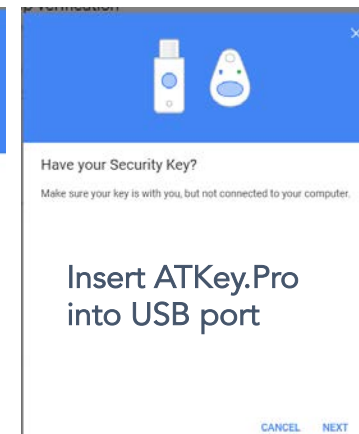 Have your Security Key?
Make sure your key is with you, but not connected to your computer.
Insert ATKey.Pro
into USB port
CANCEL NEXT